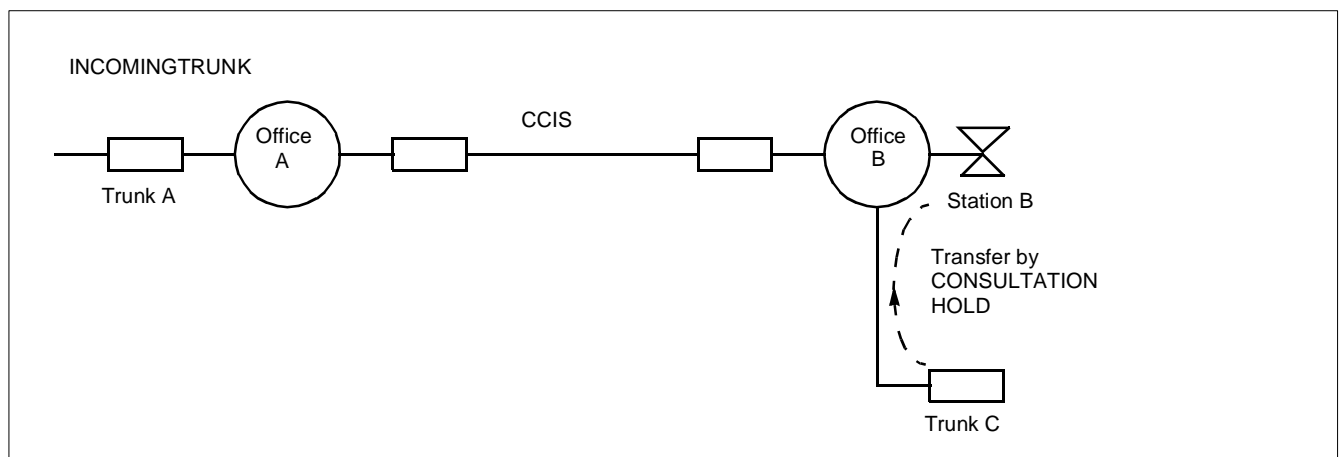 INCOMINGTRUNK
CCIS
Office
A
Office
B
Trunk A
Station B
Transfer by
CONSULTATION
HOLD
Trunk C